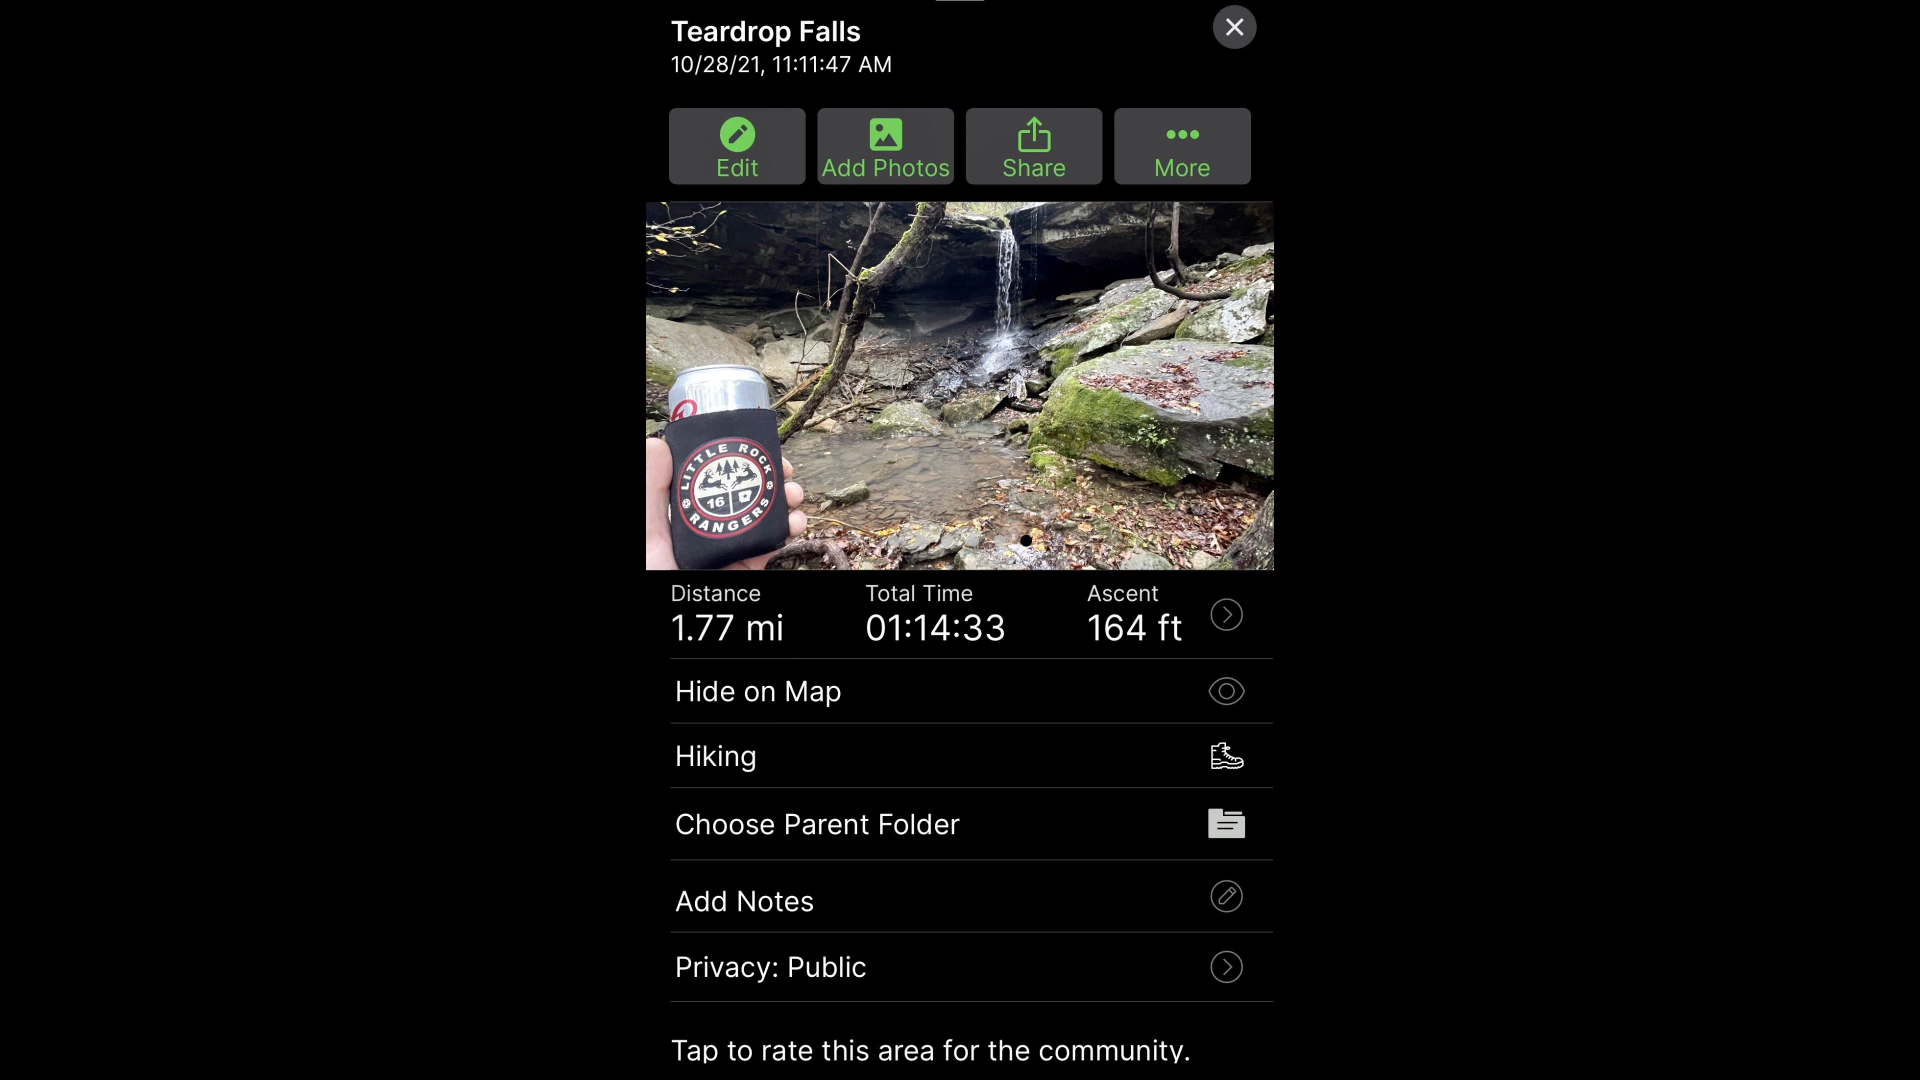 Teardrop Falls
10/28/21, 11:11:47 AM
Edit
Add Photos
Share
More
LITTLE ROCK
16
RANGERS
Distance
Total Time
Ascent
1.77 mi
01:14:33
164 ft
Hide on Map
Hiking
Choose Parent Folder
Add Notes
Privacy: Public
Tap to rate this area for the community.